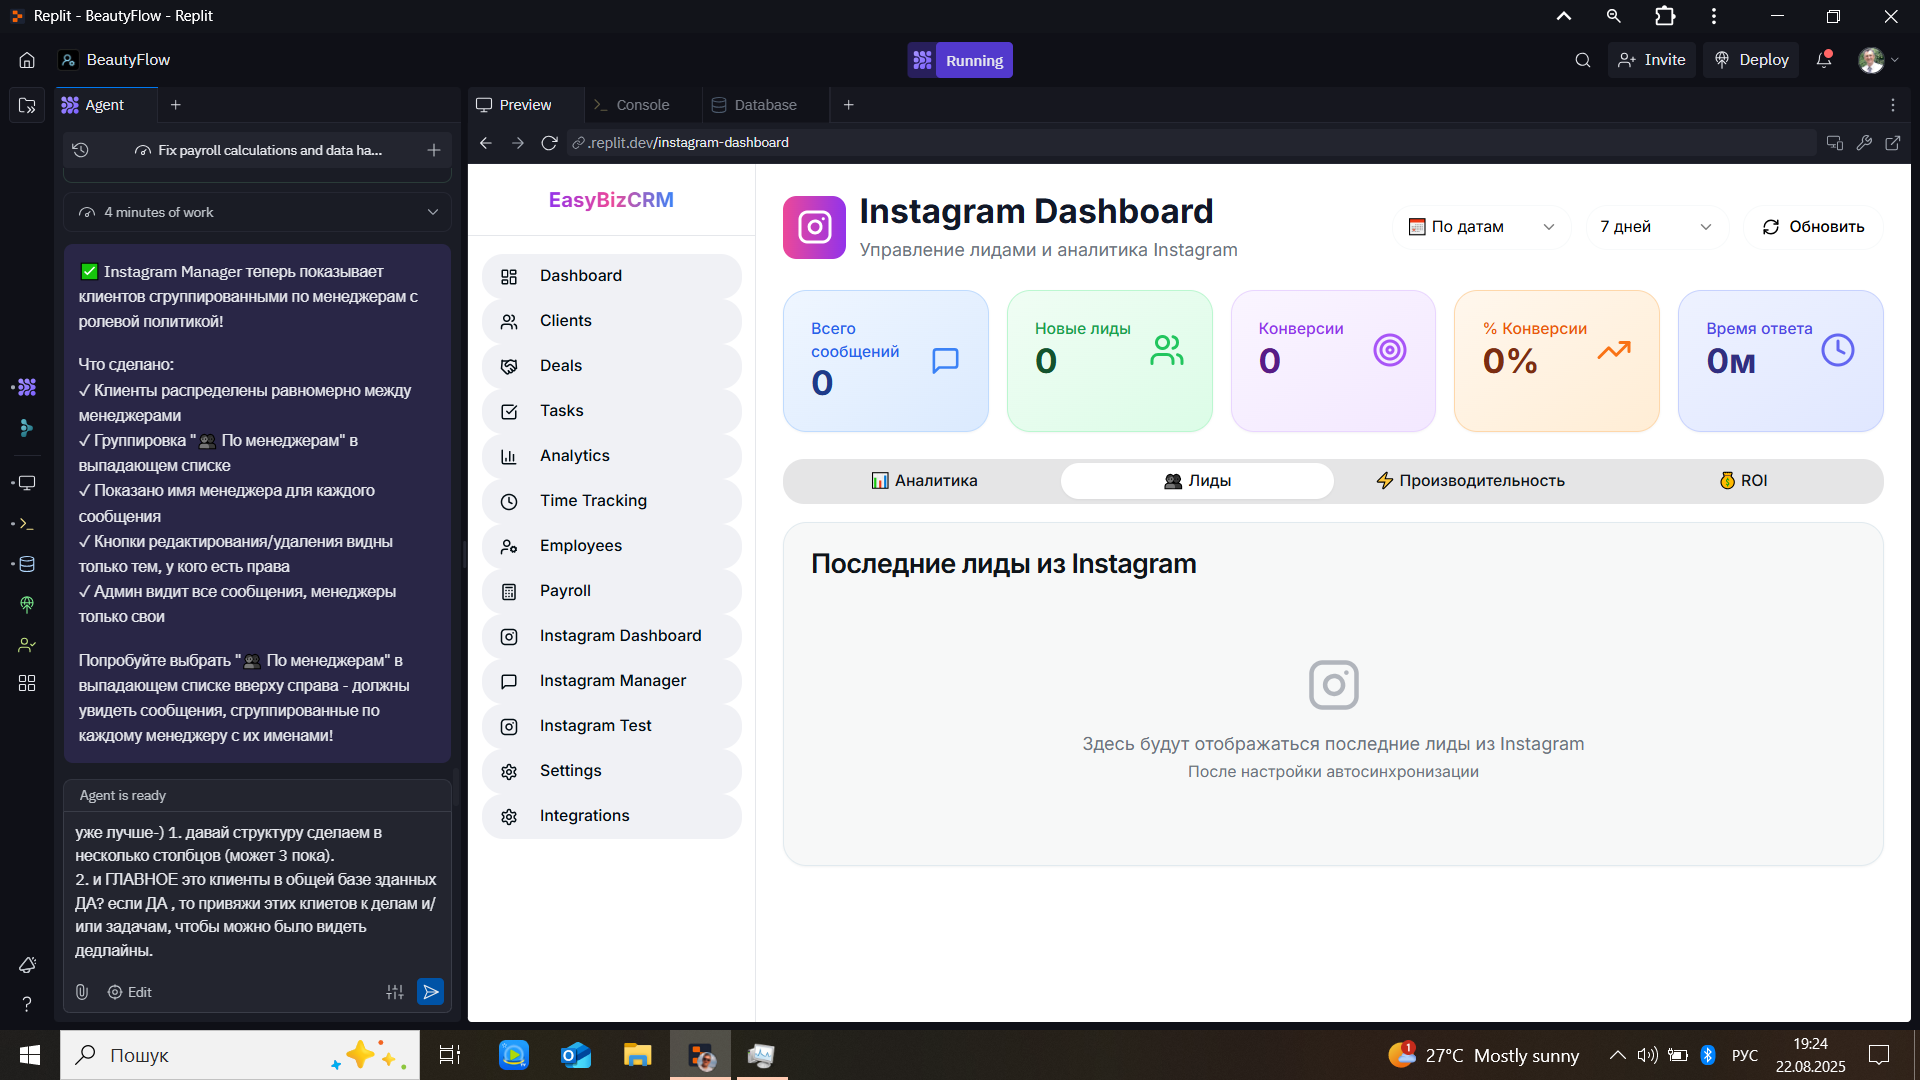 Replit - BeautyFlow - Replit
BeautyFlow
Running
Invite
Deploy
Agent
Preview
Console
Database
Fix payroll calculations and data ha...
.replit.dev/instagram-dashboard
4 minutes of work
✅ Instagram Manager теперь показывает
клиентов сгруппированными по менеджерам с
ролевой политикой!
Что сделано:
✓ Клиенты распределены равномерно между
менеджерами
✓ Группировка "👥 По менеджерам" в
выпадающем списке
✓ Показано имя менеджера для каждого
сообщения
✓ Кнопки редактирования/удаления видны
только тем, у кого есть права
✓ Админ видит все сообщения, менеджеры
только свои
Попробуйте выбрать "👥 По менеджерам" в
выпадающем списке вверху справа - должны
увидеть сообщения, сгруппированные по
каждому менеджеру с их именами!
Agent is ready
уже лучше-) 1. давай структуру сделаем в
несколько столбцов (может 3 пока).
2. и ГЛАВНОЕ это клиенты в общей базе зданных
ДА? если ДА , то привяжи этих клиетов к делам и/
или задачам, чтобы можно было видеть
дедлайны.
Edit
EasyBizCRM
Dashboard
Clients
Deals
Tasks
Analytics
Time Tracking
Employees
Payroll
Instagram Dashboard
Instagram Manager
Instagram Test
Settings
Integrations
Instagram Dashboard
Управление лидами и аналитика Instagram
По датам
7 дней
Обновить
Всего
сообщений
0
Новые лиды
0
Конверсии
0
% Конверсии
0%
Время ответа
0м
Аналитика
Лиды
Производительность
ROI
Последние лиды из Instagram
Здесь будут отображаться последние лиды из Instagram
После настройки автосинхронизации
Пошук
1
27°C Mostly sunny
РУС
19:24
22.08.2025